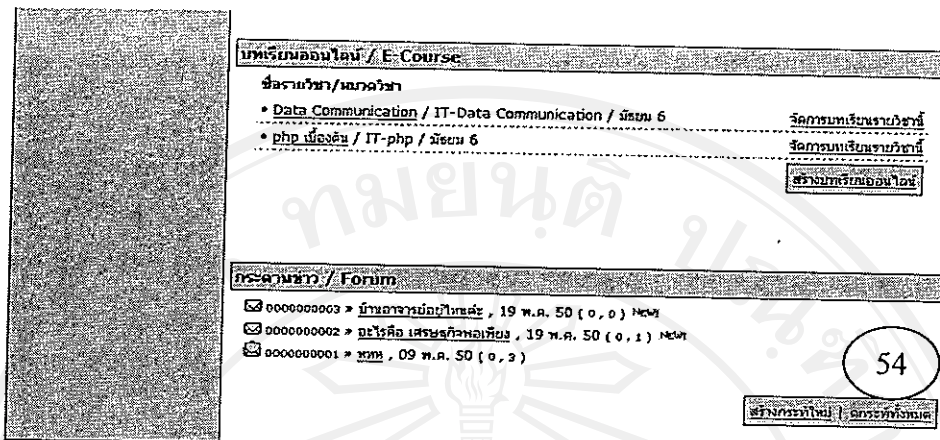 บทเรียนออนไลน์ / E-Course
ชื่อรายวิชา/หมวดวิชา
• Data Communication / IT-Data Communication / มัธยม 6 จัดการบทเรียนรายวิชานี้
• php เบื้องต้น / IT-php / มัธยม 6 จัดการบทเรียนรายวิชานี้
สร้างบทเรียนออนไลน์
กระดานข่าว / Forum
0000000003 » บ้านอาจารย์อยู่ไหนค่ะ , 19 พ.ค. 50 ( 0 , 0 ) New!
0000000002 » อะไรคือ เศรษฐกิจพอเพียง , 19 พ.ค. 50 ( 0 , 1 ) New!
0000000001 » , 09 พ.ค. 50 ( 0 , 3 )
54
สร้างกระทู้ใหม่ | ดูกระทู้ทั้งหมด